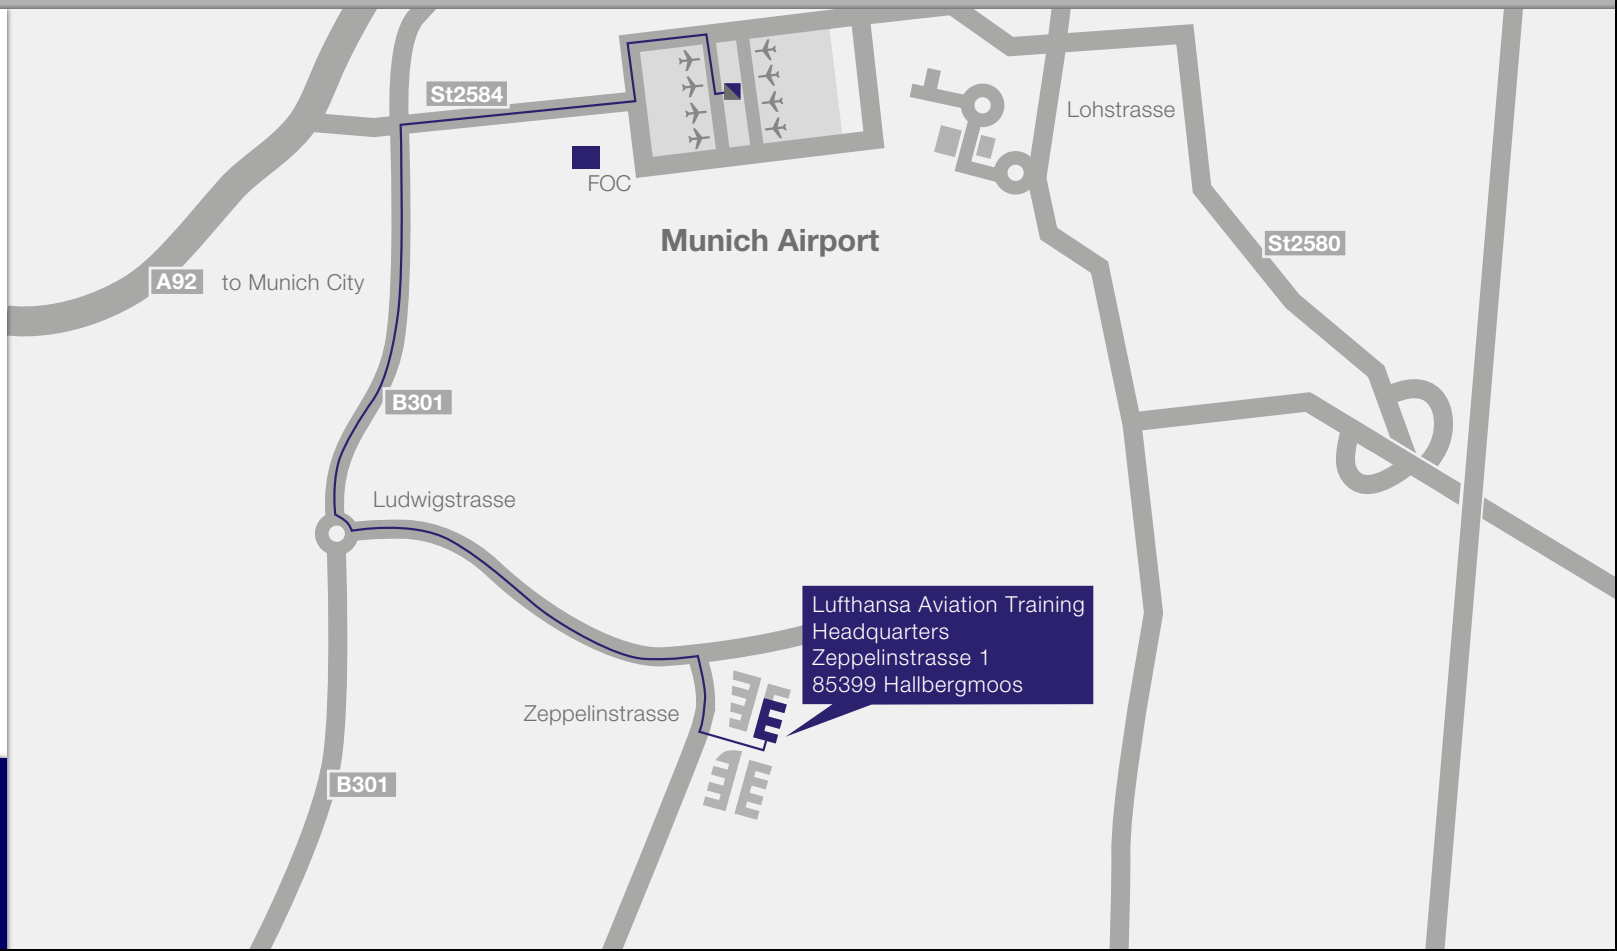 St2584
Lohstrasse
FOC
Munich Airport
St2580
A92
to Munich City
B301
Ludwigstrasse
Lufthansa Aviation Training
Headquarters
Zeppelinstrasse 1
85399 Hallbergmoos
Zeppelinstrasse
B301